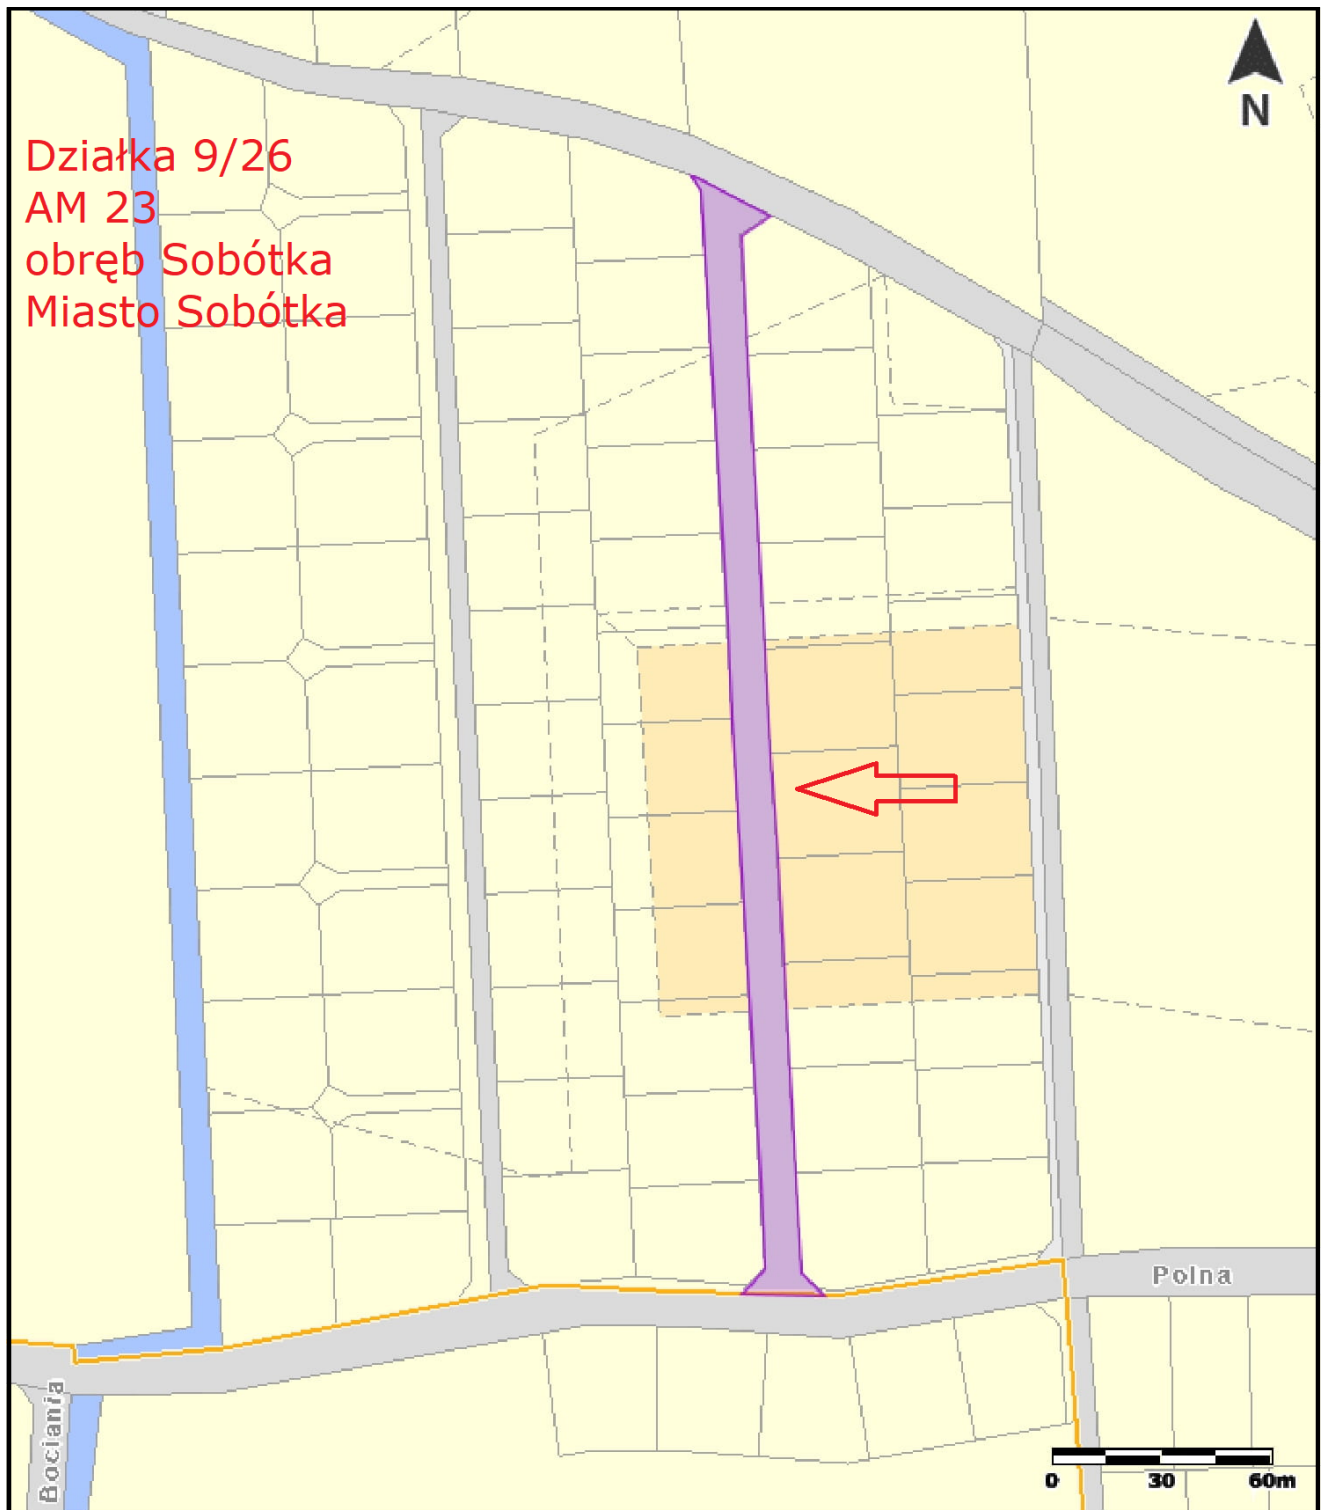 N
Działka 9/26
AM 23
obręb Sobótka
Miasto Sobótka
Polna
Bociania
0 30 60m